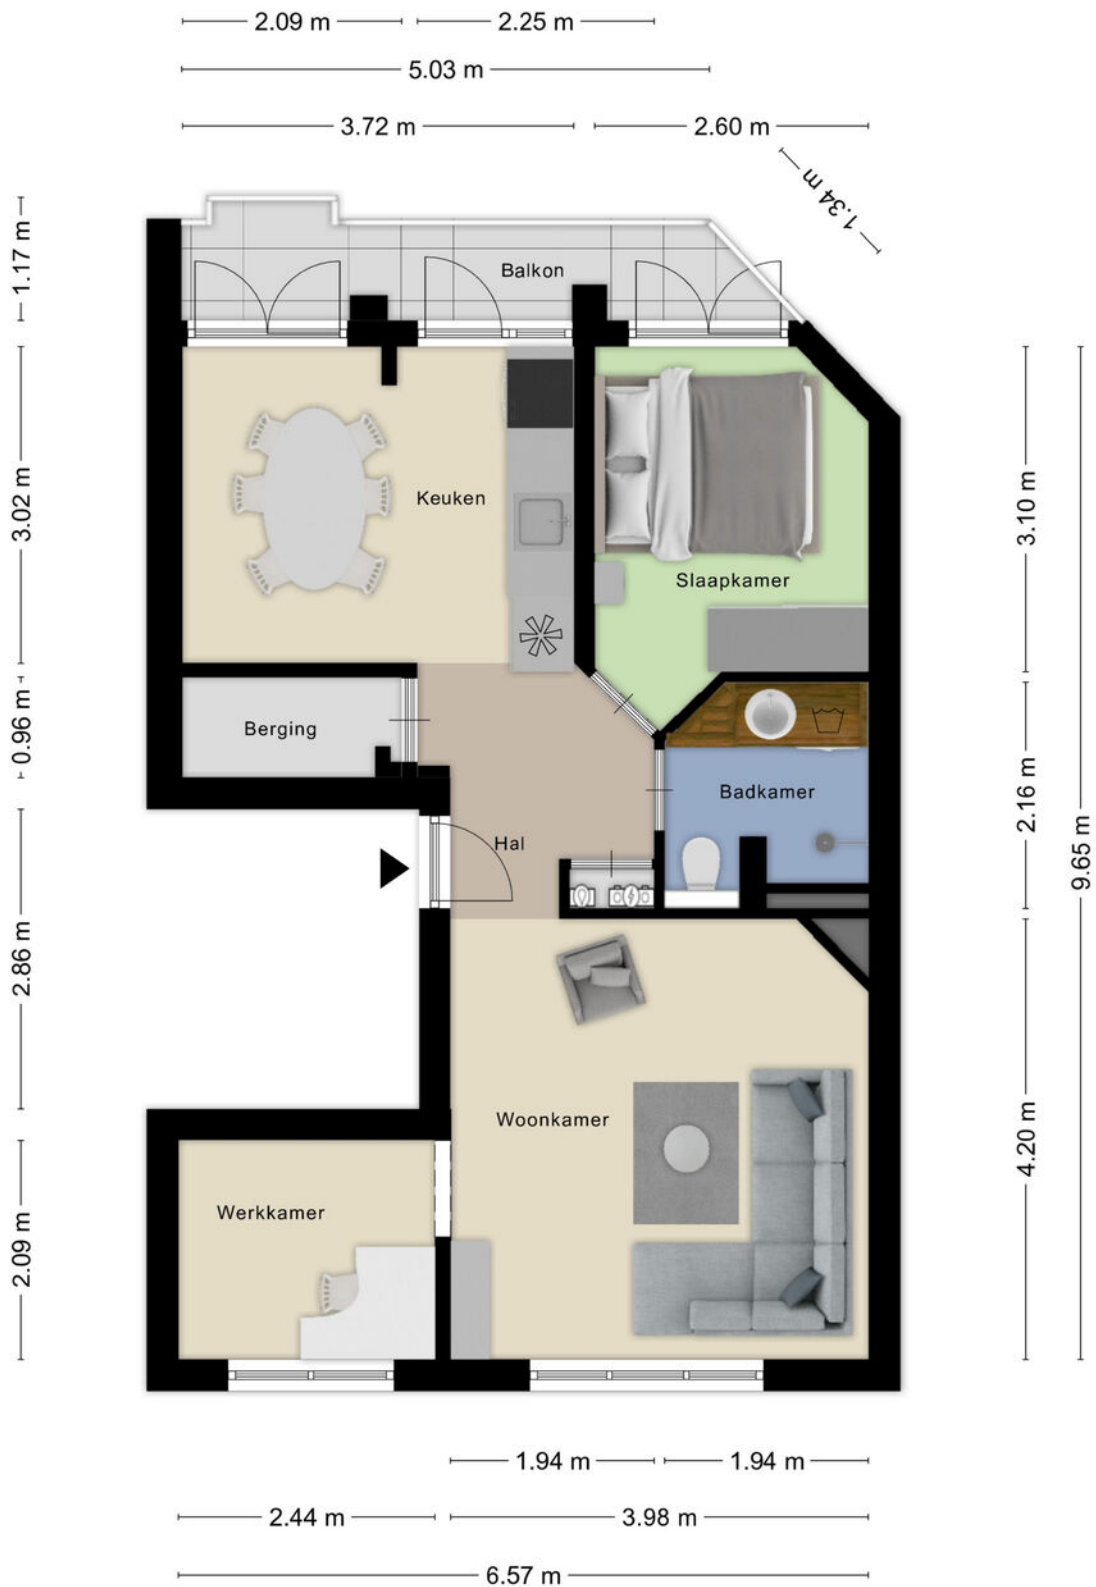 2.09 m
2.25 m
5.03 m
3.72 m
2.60 m
1.34 m
1.17 m
Balkon
3.02 m
Keuken
3.10 m
Slaapkamer
0.96 m
Berging
Badkamer
2.16 m
Hal
9.65 m
2.86 m
Woonkamer
4.20 m
Werkkamer
2.09 m
1.94 m
1.94 m
2.44 m
3.98 m
6.57 m